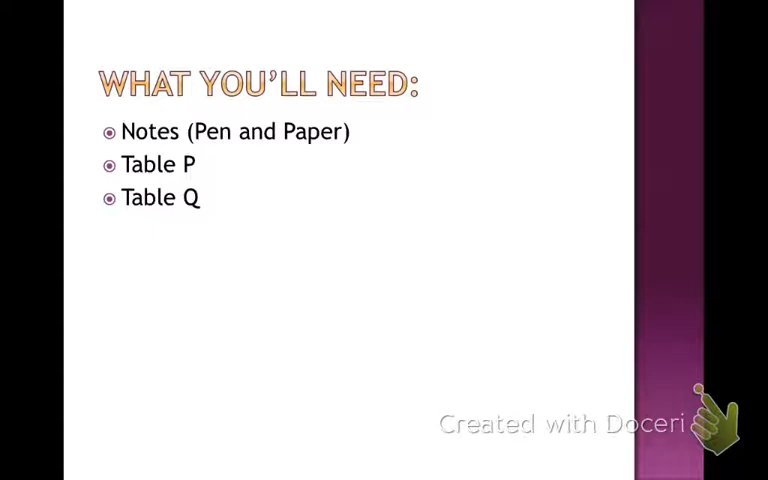 WHAT YOU'LL NEED:
Notes (Pen and Paper)
Table P
Table Q
Created with Doceri